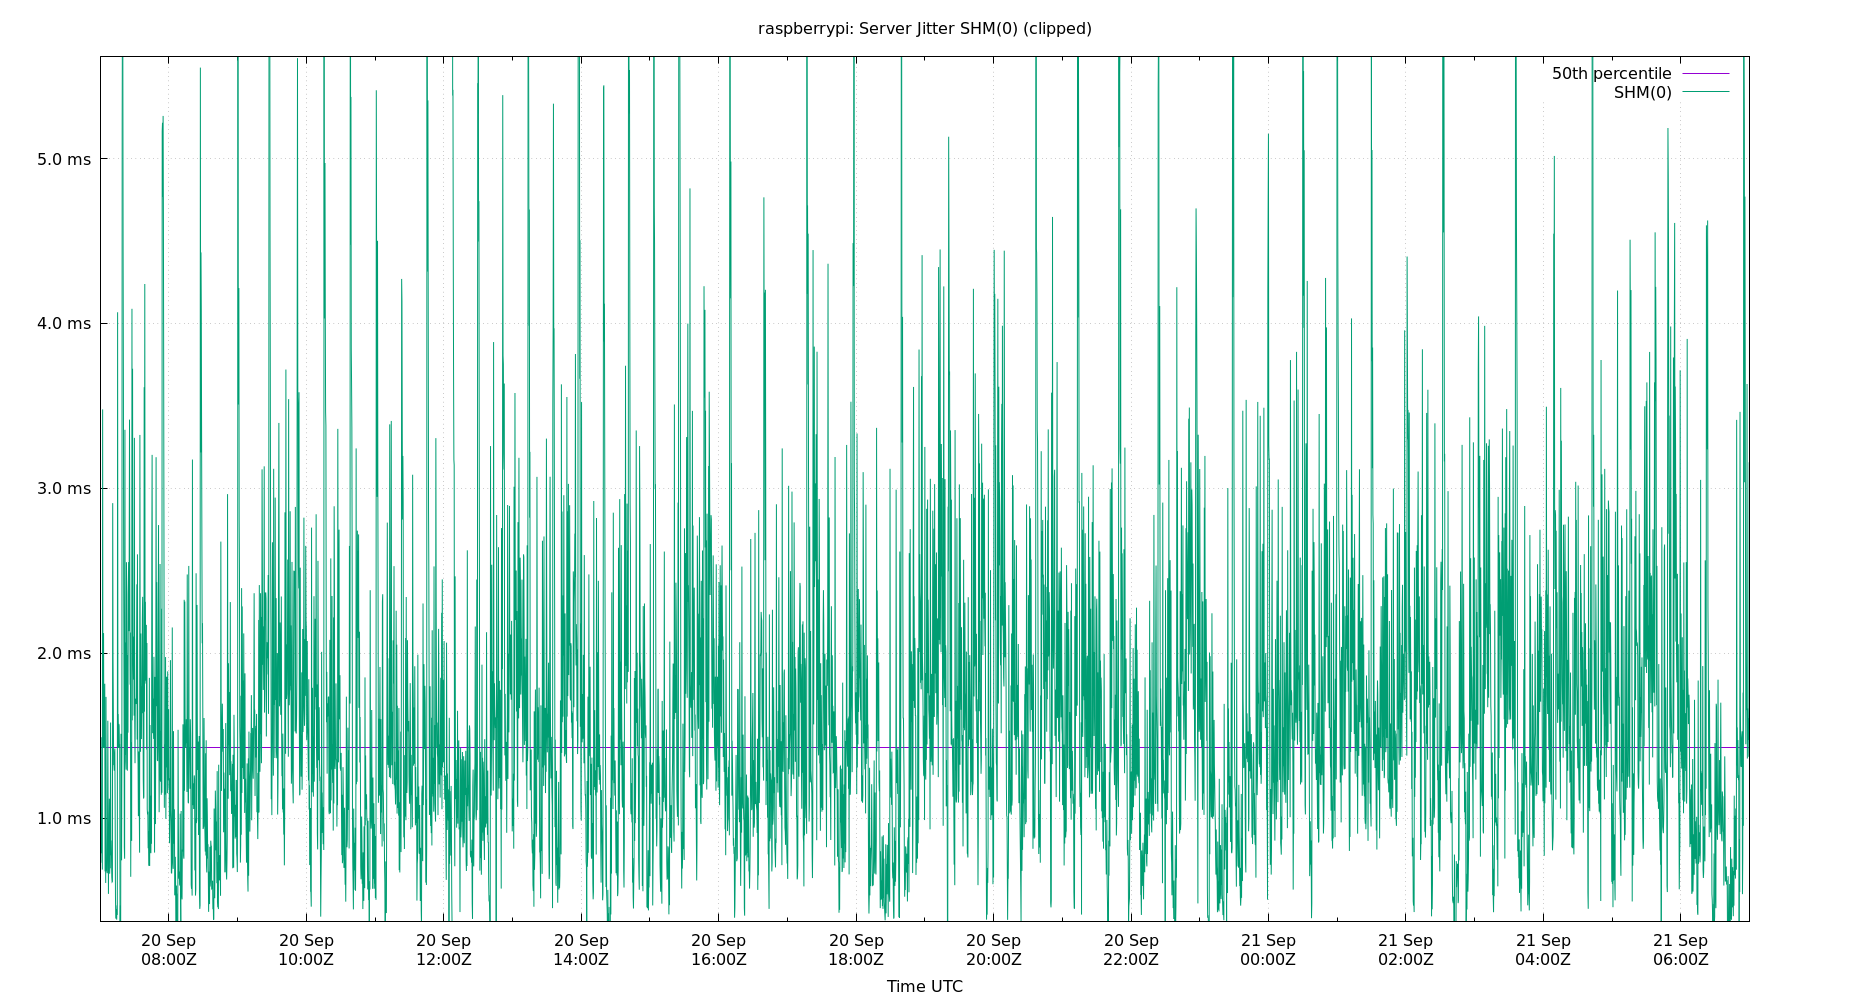 raspberrypi: Server Jitter SHM(0) (clipped)
50th percentile
SHM(0)
5.0 ms
4.0 ms
3.0 ms
2.0 ms
1.0 ms
20 Sep 20 Sep 20 Sep 20 Sep 20 Sep 20 Sep 20 Sep 20 Sep 21 Sep 21 Sep 21 Sep 21 Sep
08:00Z 10:00Z 12:00Z 14:00Z 16:00Z 18:00Z 20:00Z 22:00Z 00:00Z 02:00Z 04:00Z 06:00Z
Time UTC